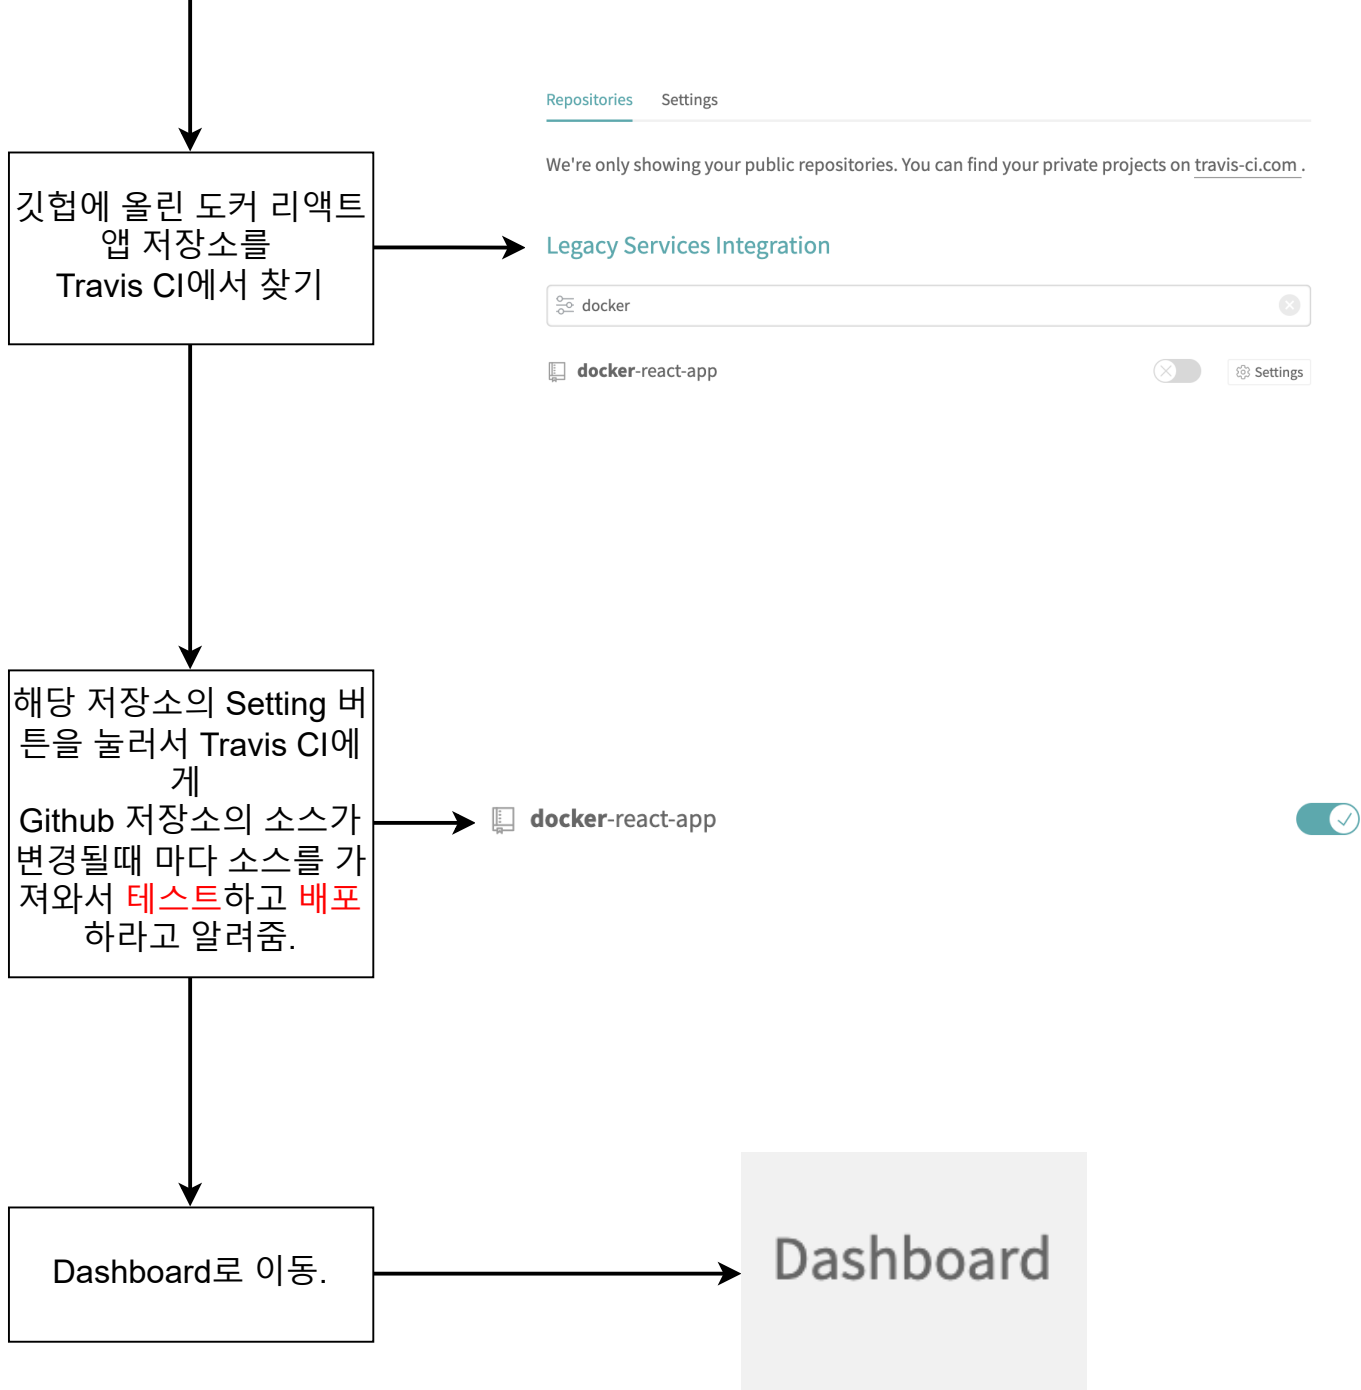 Repositories Settings
We're only showing your public repositories. You can find your private projects on travis-ci.com .
깃헙에 올린 도커 리액트
앱 저장소를
Travis CI에서 찾기
Legacy Services Integration
docker
docker-react-app
Settings
해당 저장소의 Setting 버
튼을 눌러서 Travis CI에
게
Github 저장소의 소스가
변경될때 마다 소스를 가
져와서 테스트하고 배포
하라고 알려줌.
docker-react-app
Dashboard로 이동.
Dashboard